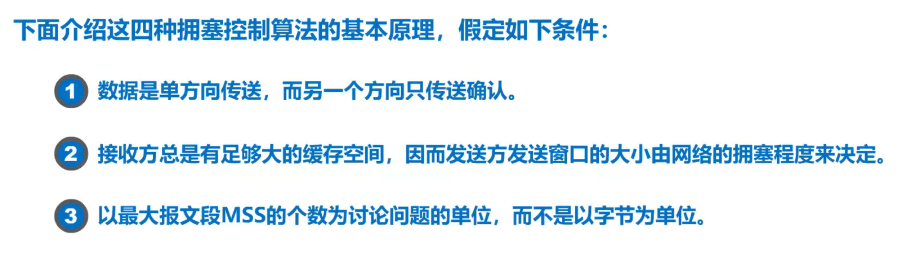 下面介绍这四种拥塞控制算法的基本原理，假定如下条件：
1 数据是单方向传送，而另一个方向只传送确认。
2 接收方总是有足够大的缓存空间，因而发送方发送窗口的大小由网络的拥塞程度来决定。
3 以最大报文段MSS的个数为讨论问题的单位，而不是以字节为单位。